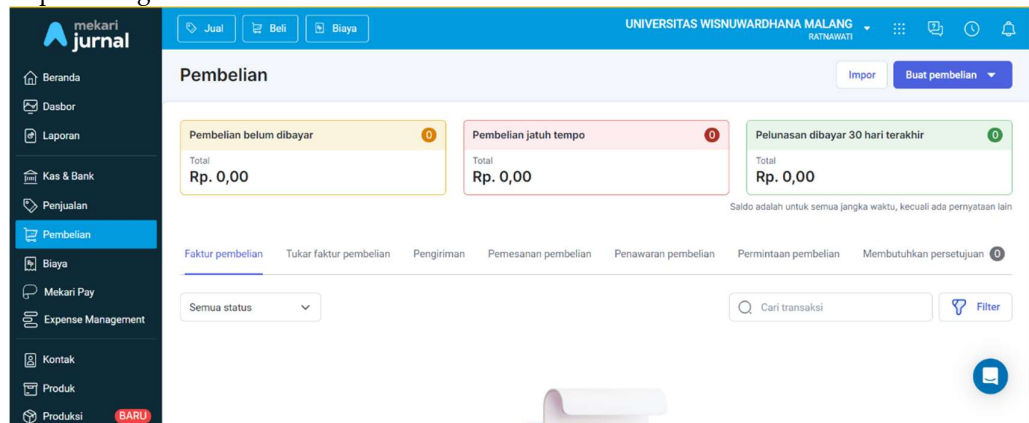 mekari
jurnal
Jual
Beli
Biaya
UNIVERSITAS WISNUWARDHANA MALANG
RATNAWATI
Beranda
Dasbor
Laporan
Kas & Bank
Penjualan
Pembelian
Biaya
Mekari Pay
Expense Management
Kontak
Produk
Produksi BARU
Pembelian
Impor
Buat pembelian
Pembelian belum dibayar 0
Total
Rp. 0,00
Pembelian jatuh tempo 0
Total
Rp. 0,00
Pelunasan dibayar 30 hari terakhir 0
Total
Rp. 0,00
Saldo adalah untuk semua jangka waktu, kecuali ada pernyataan lain
Faktur pembelian Tukar faktur pembelian Pengiriman Pemesanan pembelian Penawaran pembelian Permintaan pembelian Membutuhkan persetujuan 0
Semua status
Cari transaksi
Filter